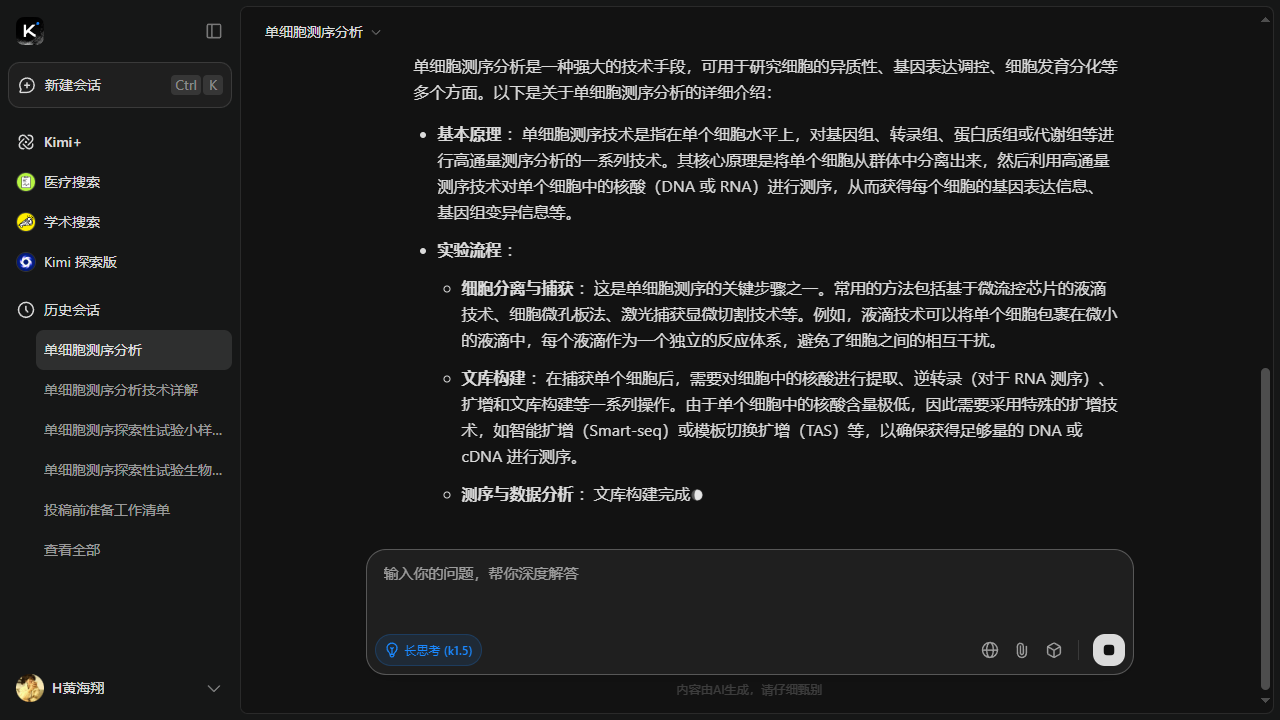 K
新建会话
Ctrl K
Kimi+
医疗搜索
学术搜索
Kimi 探索版
历史会话
单细胞测序分析
单细胞测序分析技术详解
单细胞测序探索性试验小样...
单细胞测序探索性试验生物...
投稿前准备工作清单
查看全部
H黄海翔
单细胞测序分析
单细胞测序分析是一种强大的技术手段，可用于研究细胞的异质性、基因表达调控、细胞发育分化等
多个方面。以下是关于单细胞测序分析的详细介绍：
基本原理 ：单细胞测序技术是指在单个细胞水平上，对基因组、转录组、蛋白质组或代谢组等进
行高通量测序分析的一系列技术。其核心原理是将单个细胞从群体中分离出来，然后利用高通量
测序技术对单个细胞中的核酸（DNA 或 RNA）进行测序，从而获得每个细胞的基因表达信息、
基因组变异信息等。
实验流程 ：
细胞分离与捕获 ：这是单细胞测序的关键步骤之一。常用的方法包括基于微流控芯片的液滴
技术、细胞微孔板法、激光捕获显微切割技术等。例如，液滴技术可以将单个细胞包裹在微小
的液滴中，每个液滴作为一个独立的反应体系，避免了细胞之间的相互干扰。
文库构建 ：在捕获单个细胞后，需要对细胞中的核酸进行提取、逆转录（对于 RNA 测序）、
扩增和文库构建等一系列操作。由于单个细胞中的核酸含量极低，因此需要采用特殊的扩增技
术，如智能扩增（Smart-seq）或模板切换扩增（TAS）等，以确保获得足够量的 DNA 或
cDNA 进行测序。
测序与数据分析 ：文库构建完成
输入你的问题，帮你深度解答
长思考 (k1.5)
内容由AI生成，请仔细甄别